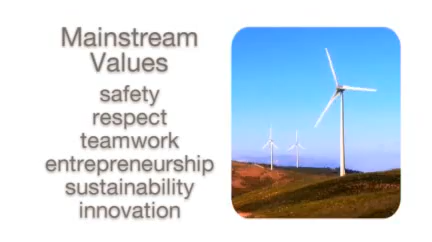 Mainstream
Values
safety
respect
teamwork
entrepreneurship
sustainability
innovation